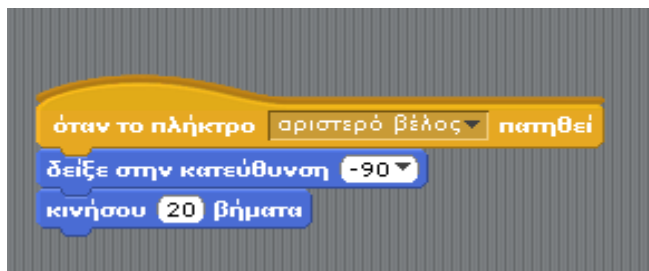 όταν το πλήκτρο αριστερό βέλος πατηθεί
δείξε στην κατεύθυνση -90
κινήσου 20 βήματα